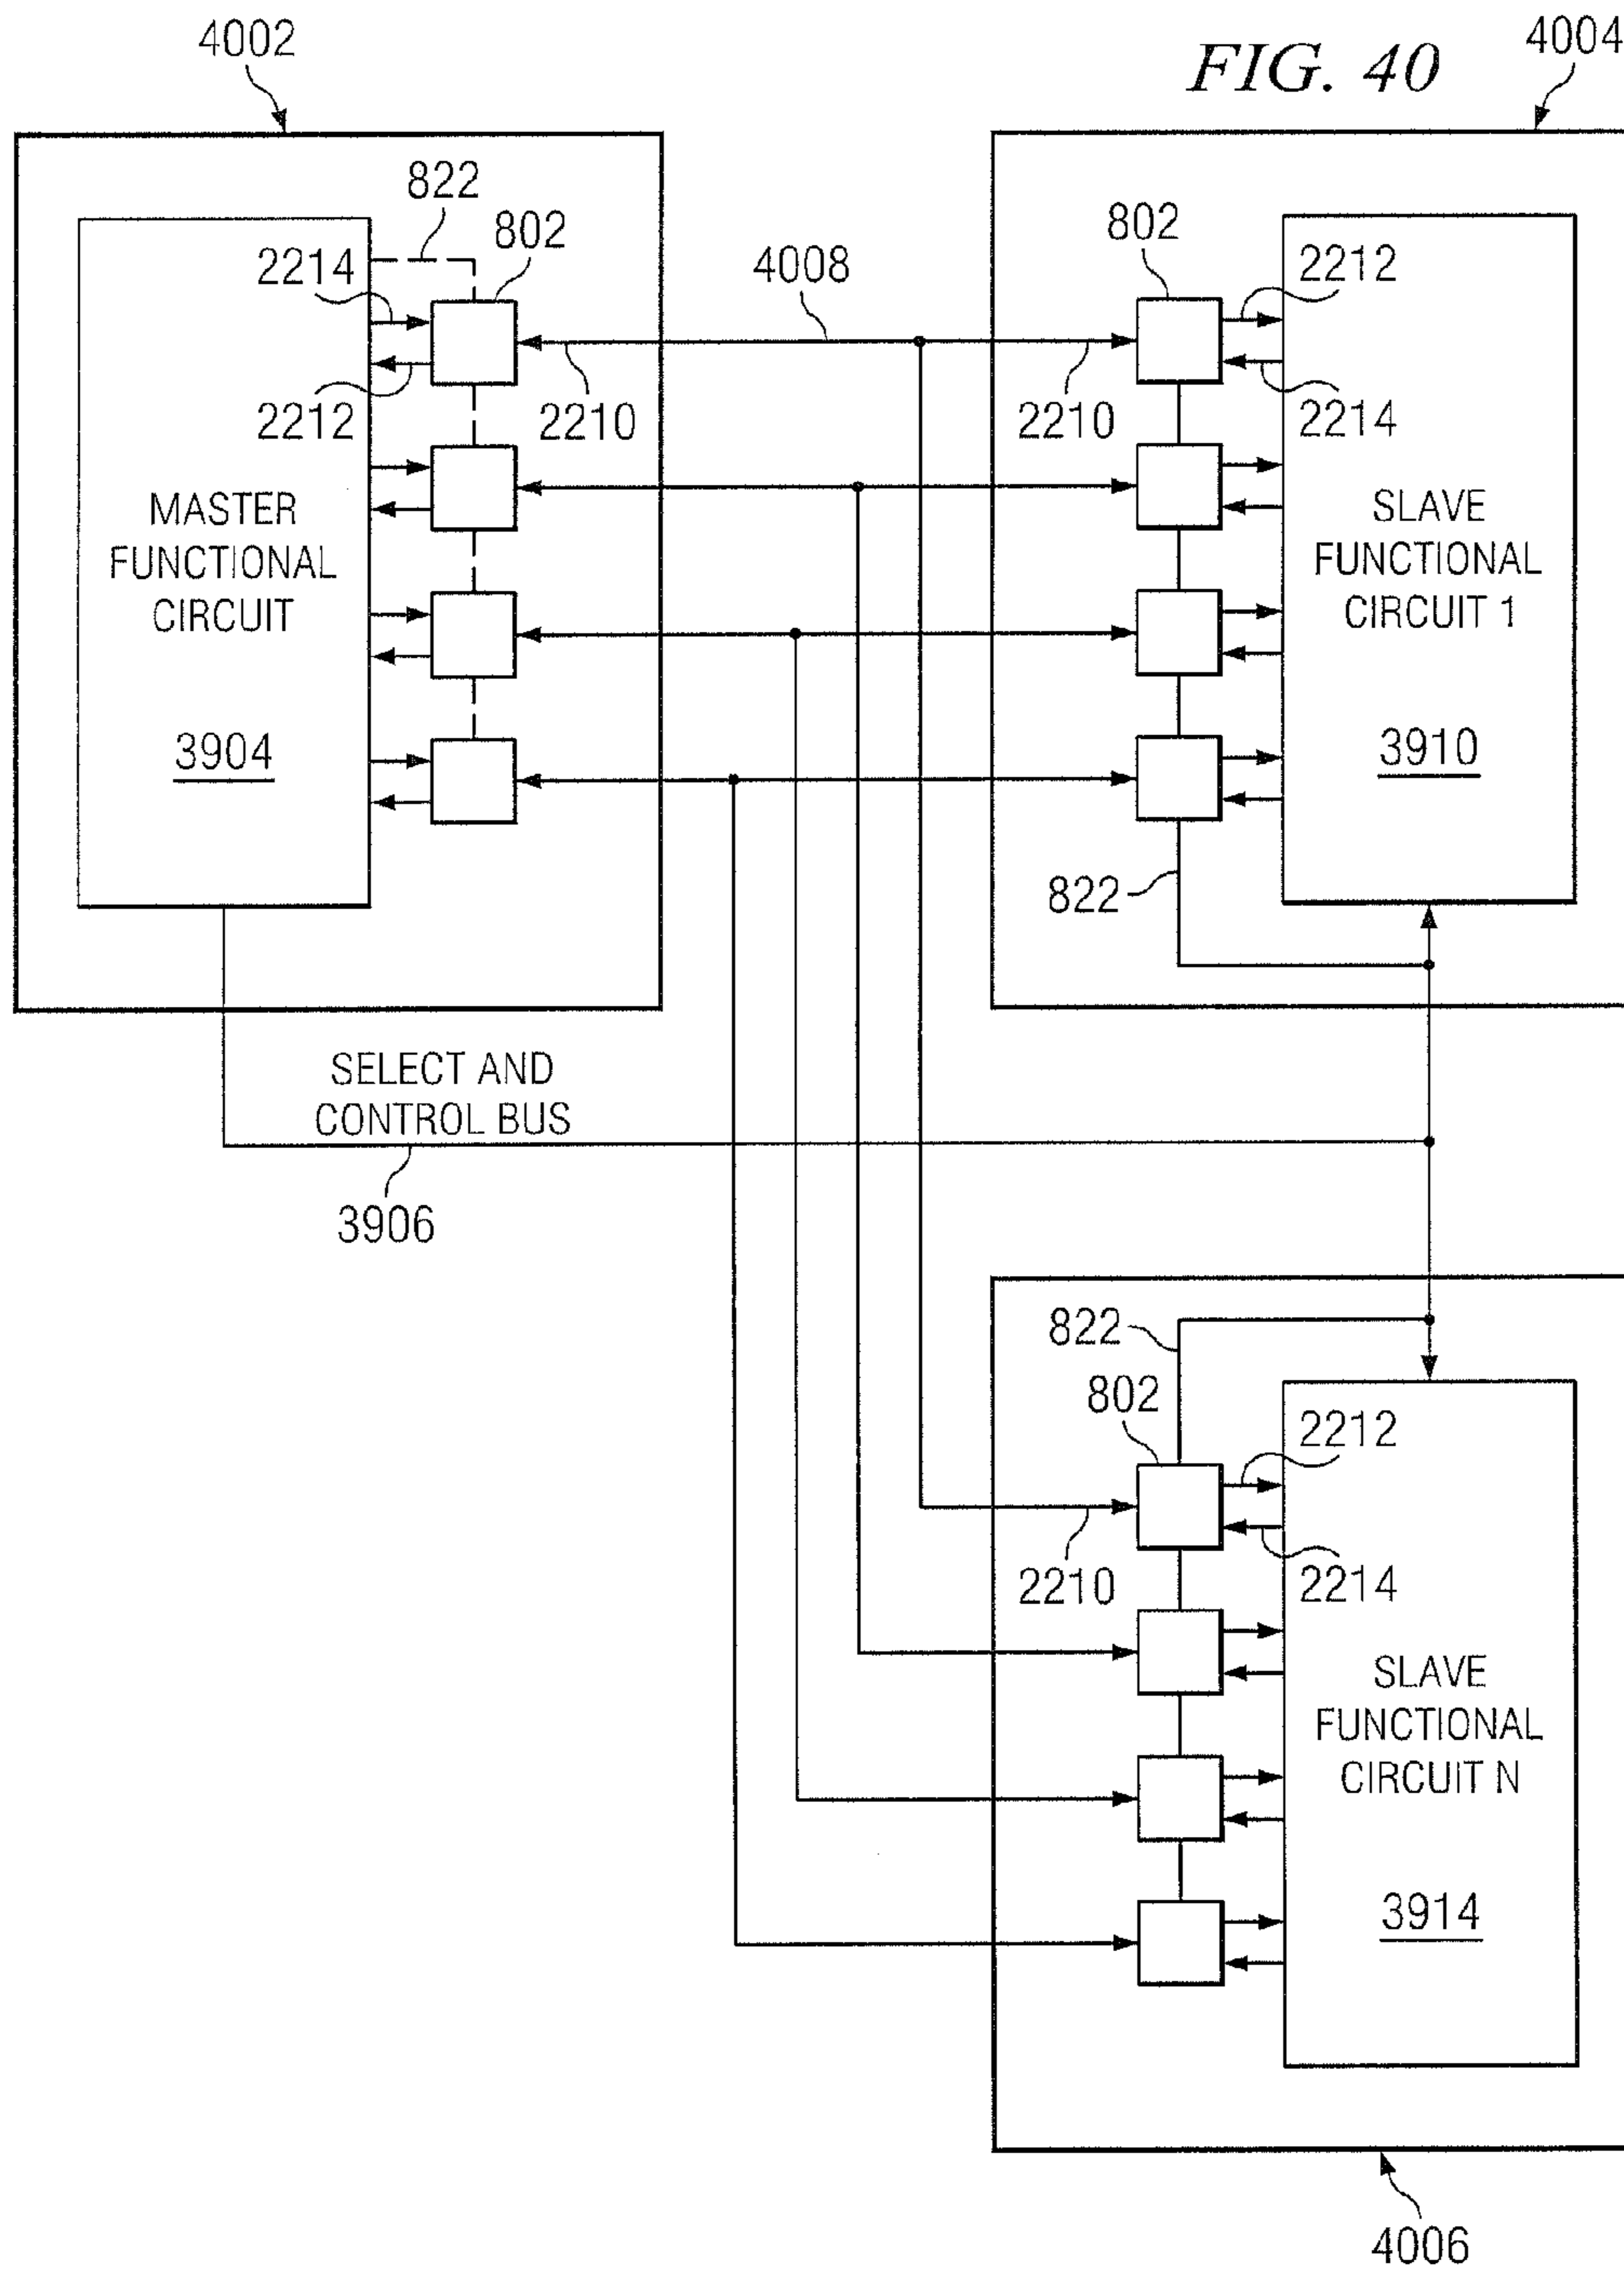 4002
FIG. 40
4004
822
802
2214
2212
2210
4008
802
2212
2210
2214
MASTER
FUNCTIONAL
CIRCUIT
3904
SLAVE
FUNCTIONAL
CIRCUIT 1
3910
822
SELECT AND
CONTROL BUS
3906
822
802
2212
2210
2214
SLAVE
FUNCTIONAL
CIRCUIT N
3914
4006